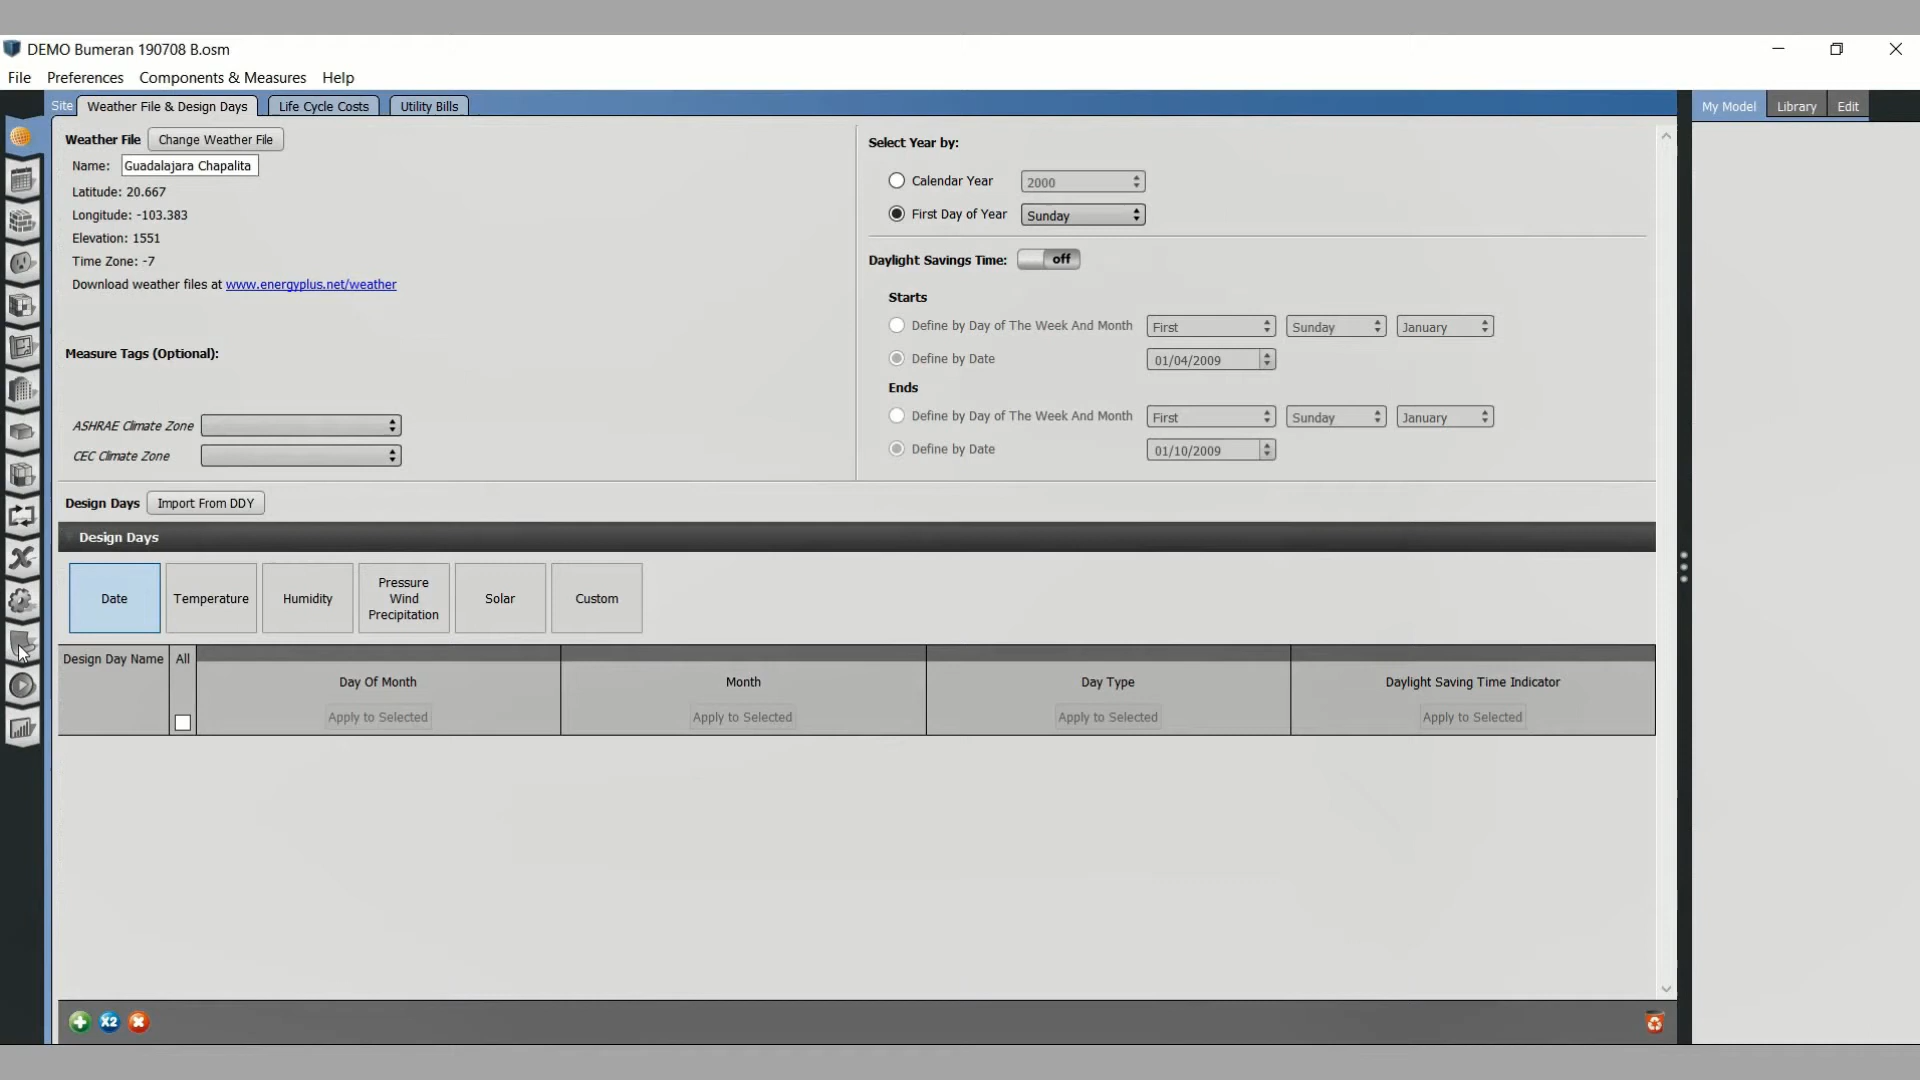 DEMO Bumeran 190708 B.osm
File Preferences Components & Measures Help
Site Weather File & Design Days Life Cycle Costs Utility Bills
My Model Library Edit
Weather File Change Weather File
Name: Guadalajara Chapalita
Latitude: 20.667
Longitude: -103.383
Elevation: 1551
Time Zone: -7
Download weather files at www.energyplus.net/weather
Measure Tags (Optional):
ASHRAE Climate Zone
CEC Climate Zone
Select Year by:
Calendar Year 2000
First Day of Year Sunday
Daylight Savings Time: off
Starts
Define by Day of The Week And Month First Sunday January
Define by Date 01/04/2009
Ends
Define by Day of The Week And Month First Sunday January
Define by Date 01/10/2009
Design Days Import From DDY
Design Days
Date Temperature Humidity Pressure Wind Precipitation Solar Custom
Design Day Name All Day Of Month Month Day Type Daylight Saving Time Indicator
Apply to Selected Apply to Selected Apply to Selected Apply to Selected
X2